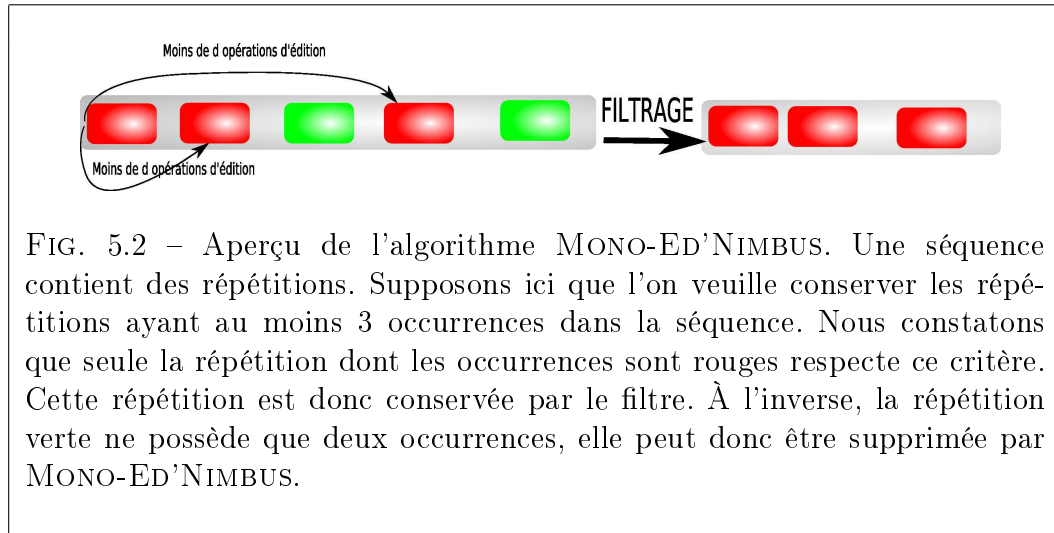 Moins de d opérations d'édition
FILTRAGE
Moins de d opérations d'édition
FIG. 5.2 – Aperçu de l'algorithme MONO-ED'NIMBUS. Une séquence
contient des répétitions. Supposons ici que l'on veuille conserver les répé-
titions ayant au moins 3 occurrences dans la séquence. Nous constatons
que seule la répétition dont les occurrences sont rouges respecte ce critère.
Cette répétition est donc conservée par le filtre. À l'inverse, la répétition
verte ne possède que deux occurrences, elle peut donc être supprimée par
MONO-ED'NIMBUS.